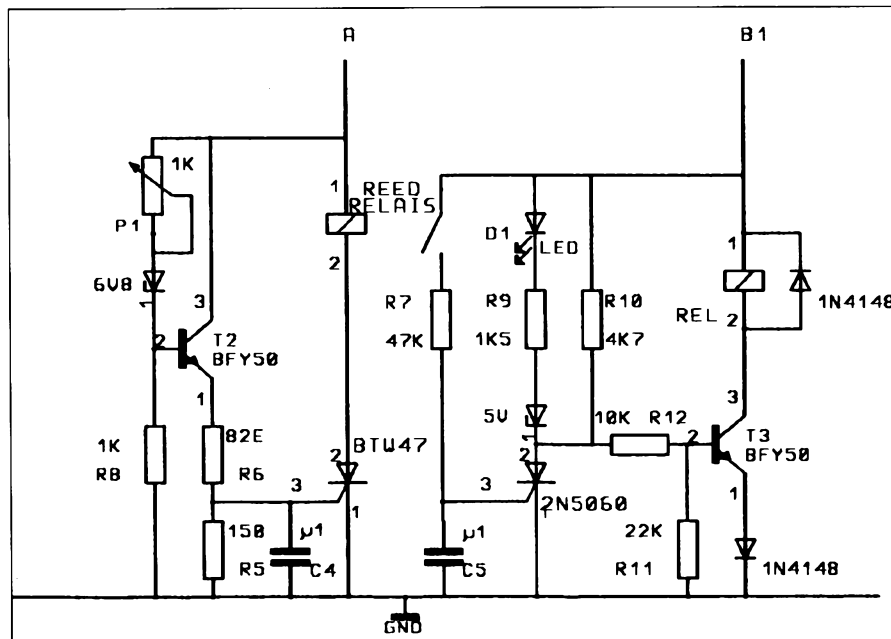 A
B1
1K
P1
6V8
1
3
2
T2
BFY50
1
1K
R8
82E
R6
150
R5
3
µ1
C4
1
REED
RELAIS
2
BTW47
2
1
D1
LED
R7
47K
R9
1K5
R10
4K7
5V
1
2
3
2N5060
1
µ1
C5
10K R12
22K
R11
1
REL
2
1N4148
3
2
T3
BFY50
1
1N4148
GND